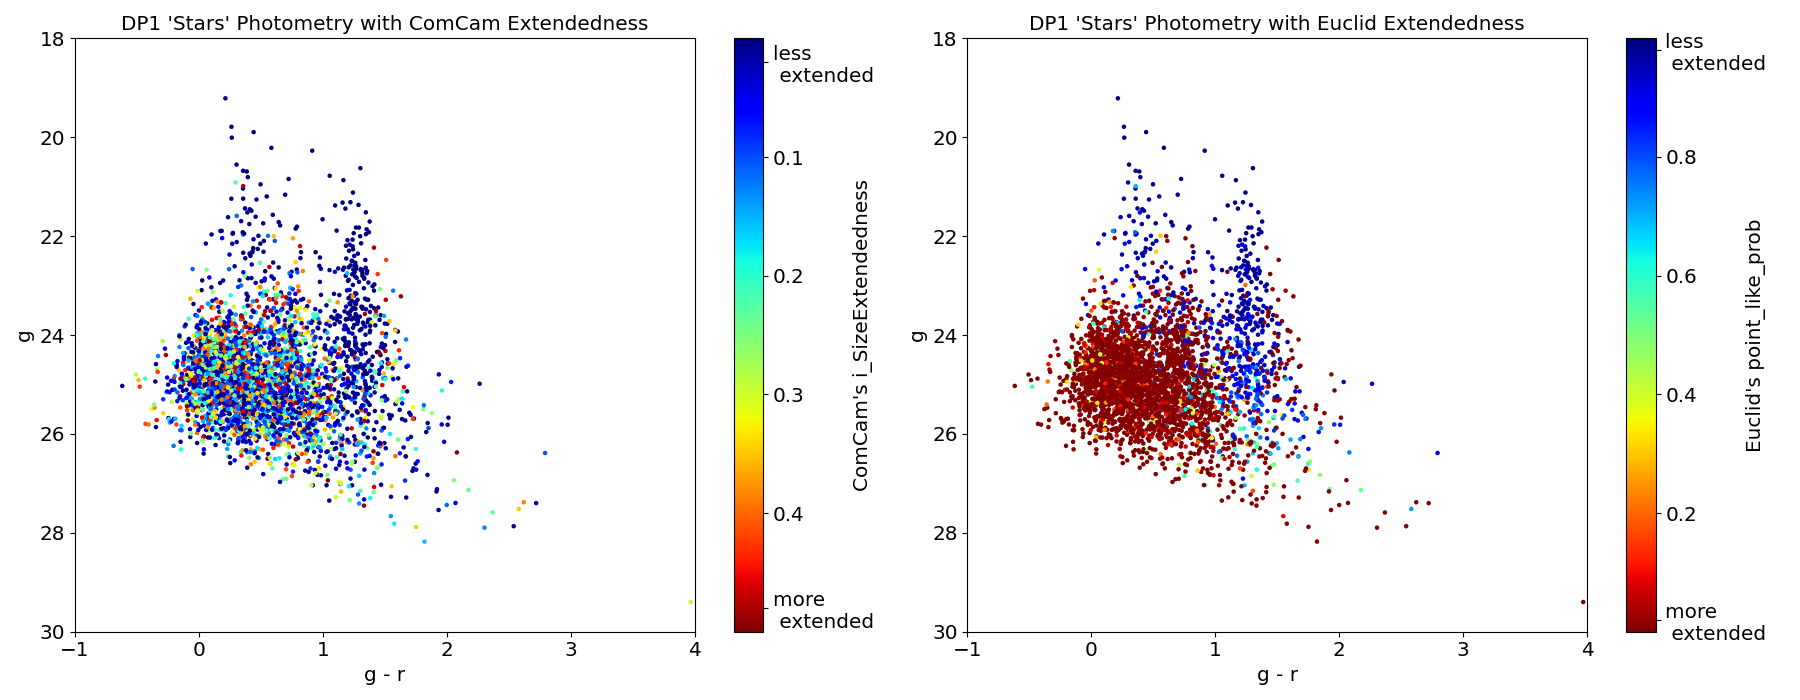 DP1 'Stars' Photometry with ComCam Extendedness
18
20
22
24
26
28
30
g
−1
0
1
2
3
4
g - r
less
extended
0.1
0.2
0.3
0.4
more
extended
ComCam's i_SizeExtendedness
DP1 'Stars' Photometry with Euclid Extendedness
18
20
22
24
26
28
30
g
−1
0
1
2
3
4
g - r
less
extended
0.8
0.6
0.4
0.2
more
extended
Euclid's point_like_prob